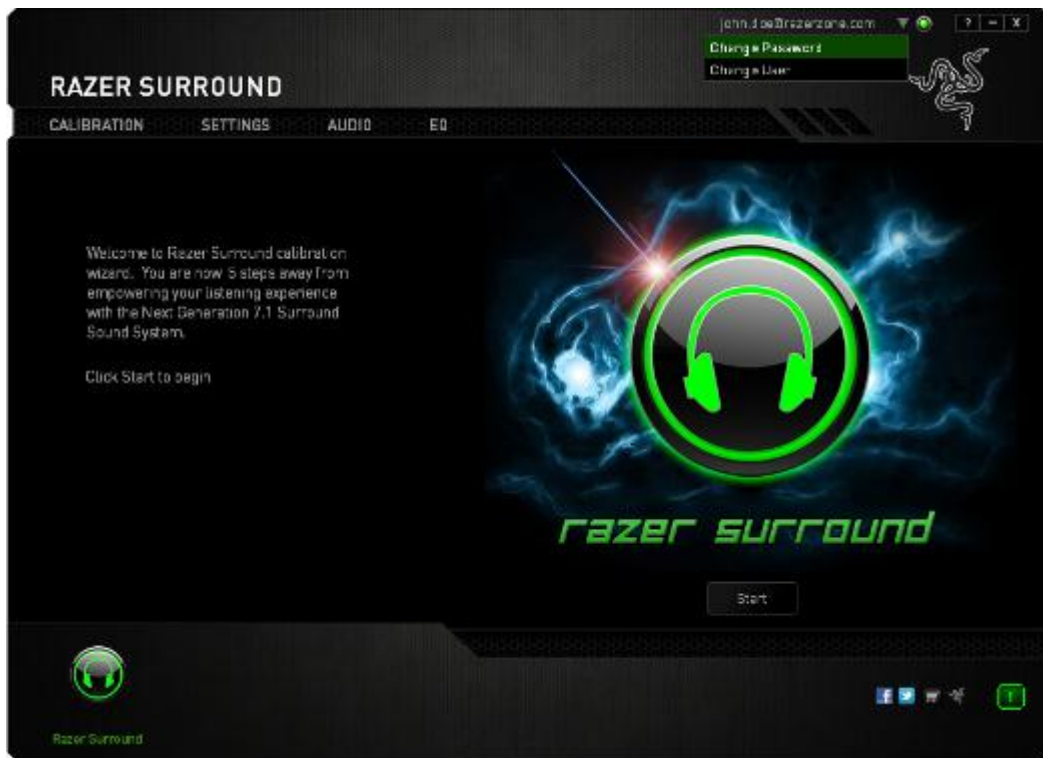 john.doe@razerzone.com
? – X
Change Password
Change User
RAZER SURROUND
CALIBRATION SETTINGS AUDIO EQ
Welcome to Razer Surround calibration
wizard. You are now 5 steps away from
empowering your listening experience
with the Next Generation 7.1 Surround
Sound System.
Click Start to begin
razer surround
Start
Razer Surround